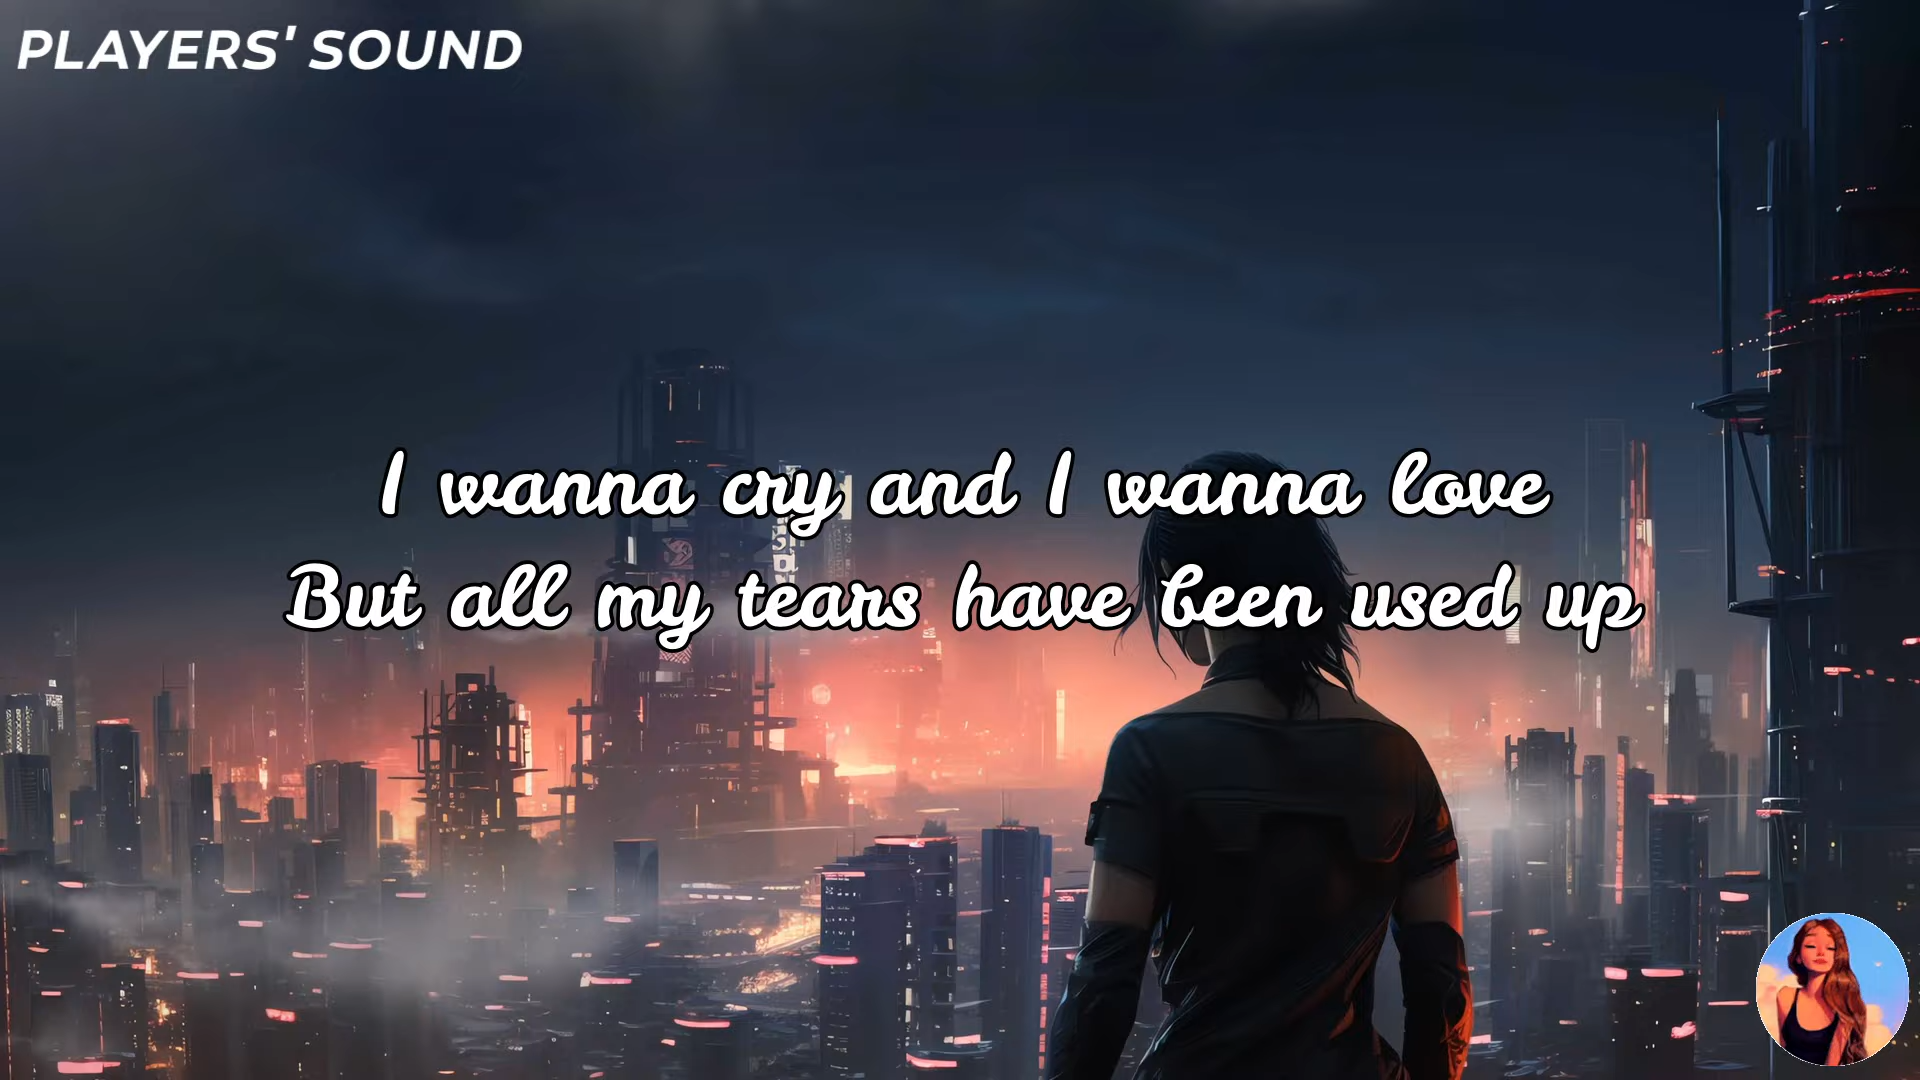 PLAYERS' SOUND
I wanna cry and I wanna love
But all my tears have been used up